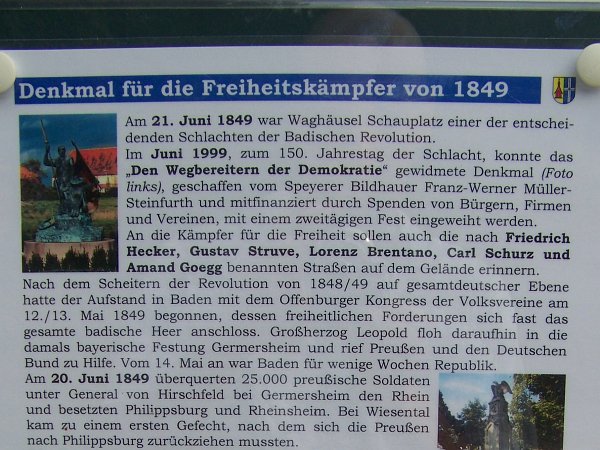 Denkmal für die Freiheitskämpfer von 1849
Am 21. Juni 1849 war Waghäusel Schauplatz einer der entschei-
denden Schlachten der Badischen Revolution.
Im Juni 1999, zum 150. Jahrestag der Schlacht, konnte das
„Den Wegbereitern der Demokratie“ gewidmete Denkmal (Foto
links), geschaffen vom Speyerer Bildhauer Franz-Werner Müller-
Steinfurth und mitfinanziert durch Spenden von Bürgern, Firmen
und Vereinen, mit einem zweitägigen Fest eingeweiht werden.
An die Kämpfer für die Freiheit sollen auch die nach Friedrich
Hecker, Gustav Struve, Lorenz Brentano, Carl Schurz und
Amand Goegg benannten Straßen auf dem Gelände erinnern.
Nach dem Scheitern der Revolution von 1848/49 auf gesamtdeutscher Ebene
hatte der Aufstand in Baden mit dem Offenburger Kongress der Volksvereine am
12./13. Mai 1849 begonnen, dessen freiheitlichen Forderungen sich fast das
gesamte badische Heer anschloss. Großherzog Leopold floh daraufhin in die
damals bayerische Festung Germersheim und rief Preußen und den Deutschen
Bund zu Hilfe. Vom 14. Mai an war Baden für wenige Wochen Republik.
Am 20. Juni 1849 überquerten 25.000 preußische Soldaten
unter General von Hirschfeld bei Germersheim den Rhein
und besetzten Philippsburg und Rheinsheim. Bei Wiesental
kam zu einem ersten Gefecht, nach dem sich die Preußen
nach Philippsburg zurückziehen mussten.